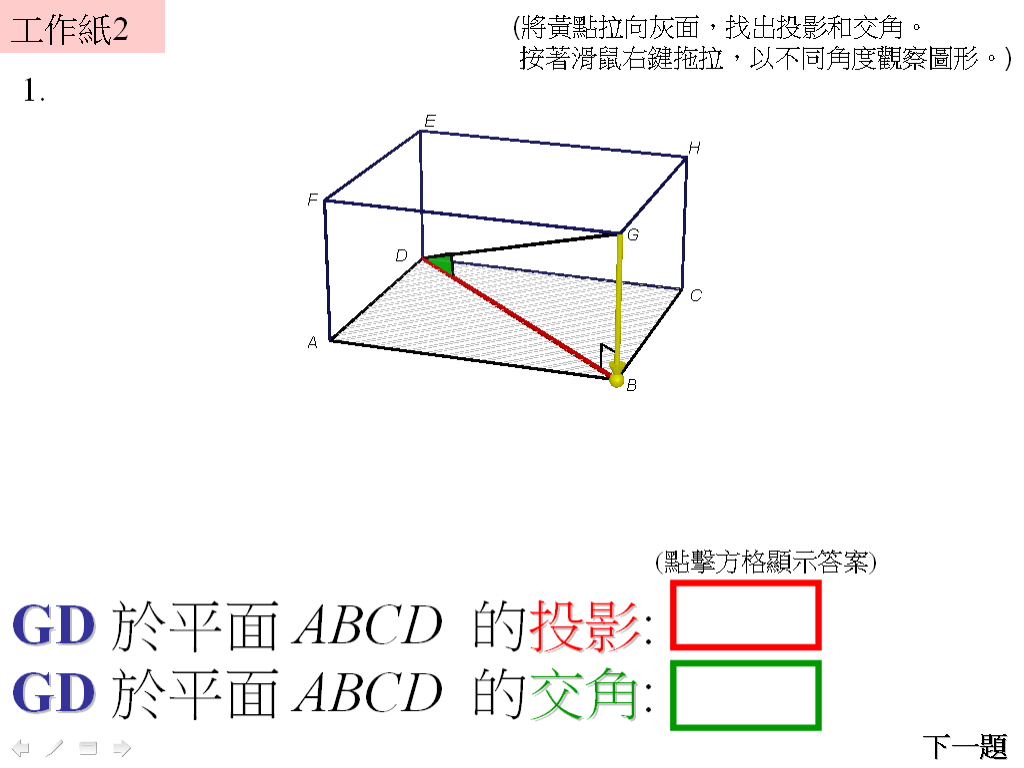 工作紙2
(將黃點拉向灰面，找出投影和交角。
按著滑鼠右鍵拖拉，以不同角度觀察圖形。)
1.
E
H
F
G
D
C
A
B
(點擊方格顯示答案)
GD 於平面 ABCD 的投影:
GD 於平面 ABCD 的交角:
下一題